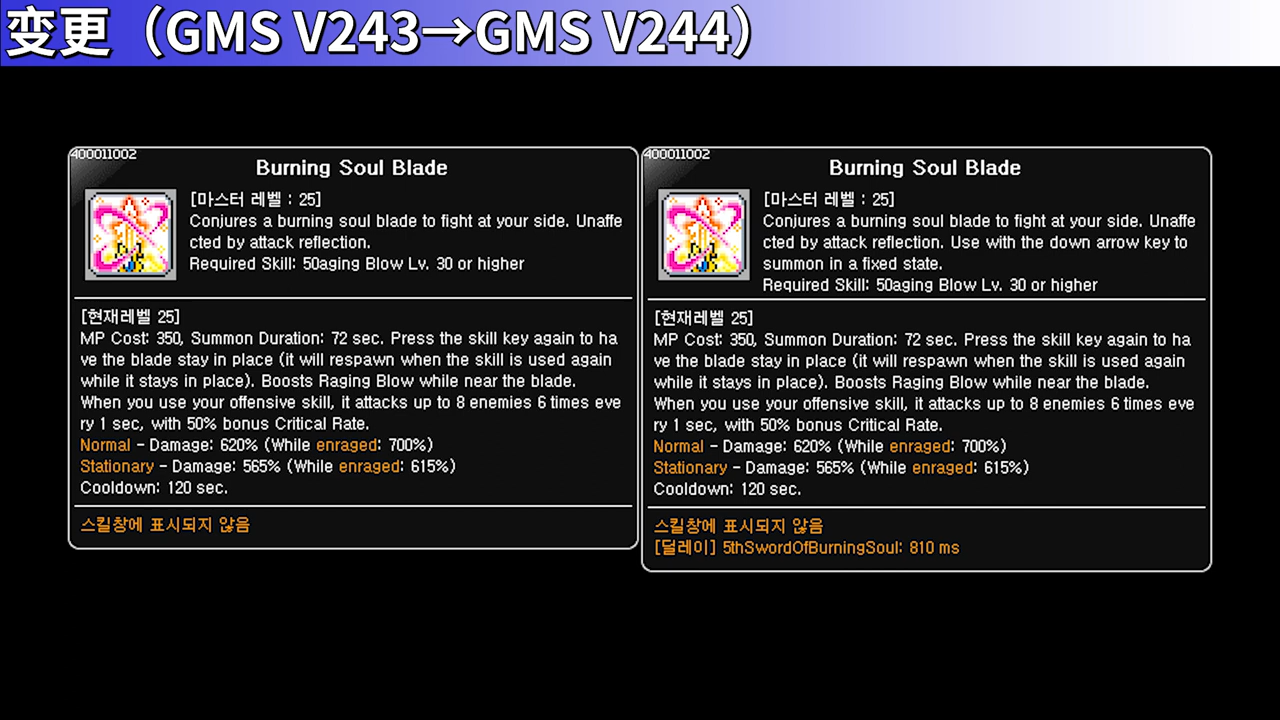 变更（GMS V243→GMS V244）
400011002
Burning Soul Blade
[마스터 레벨 : 25]
Conjures a burning soul blade to fight at your side. Unaffe
cted by attack reflection.
Required Skill: 50aging Blow Lv. 30 or higher
[현재레벨 25]
MP Cost: 350, Summon Duration: 72 sec. Press the skill key again to ha
ve the blade stay in place (it will respawn when the skill is used again
while it stays in place). Boosts Raging Blow while near the blade.
When you use your offensive skill, it attacks up to 8 enemies 6 times eve
ry 1 sec, with 50% bonus Critical Rate.
Normal - Damage: 620% (While enraged: 700%)
Stationary - Damage: 565% (While enraged: 615%)
Cooldown: 120 sec.
스킬창에 표시되지 않음
400011002
Burning Soul Blade
[마스터 레벨 : 25]
Conjures a burning soul blade to fight at your side. Unaffe
cted by attack reflection. Use with the down arrow key to
summon in a fixed state.
Required Skill: 50aging Blow Lv. 30 or higher
[현재레벨 25]
MP Cost: 350, Summon Duration: 72 sec. Press the skill key again to ha
ve the blade stay in place (it will respawn when the skill is used again
while it stays in place). Boosts Raging Blow while near the blade.
When you use your offensive skill, it attacks up to 8 enemies 6 times eve
ry 1 sec, with 50% bonus Critical Rate.
Normal - Damage: 620% (While enraged: 700%)
Stationary - Damage: 565% (While enraged: 615%)
Cooldown: 120 sec.
스킬창에 표시되지 않음
[딜레이] 5thSwordOfBurningSoul: 810 ms